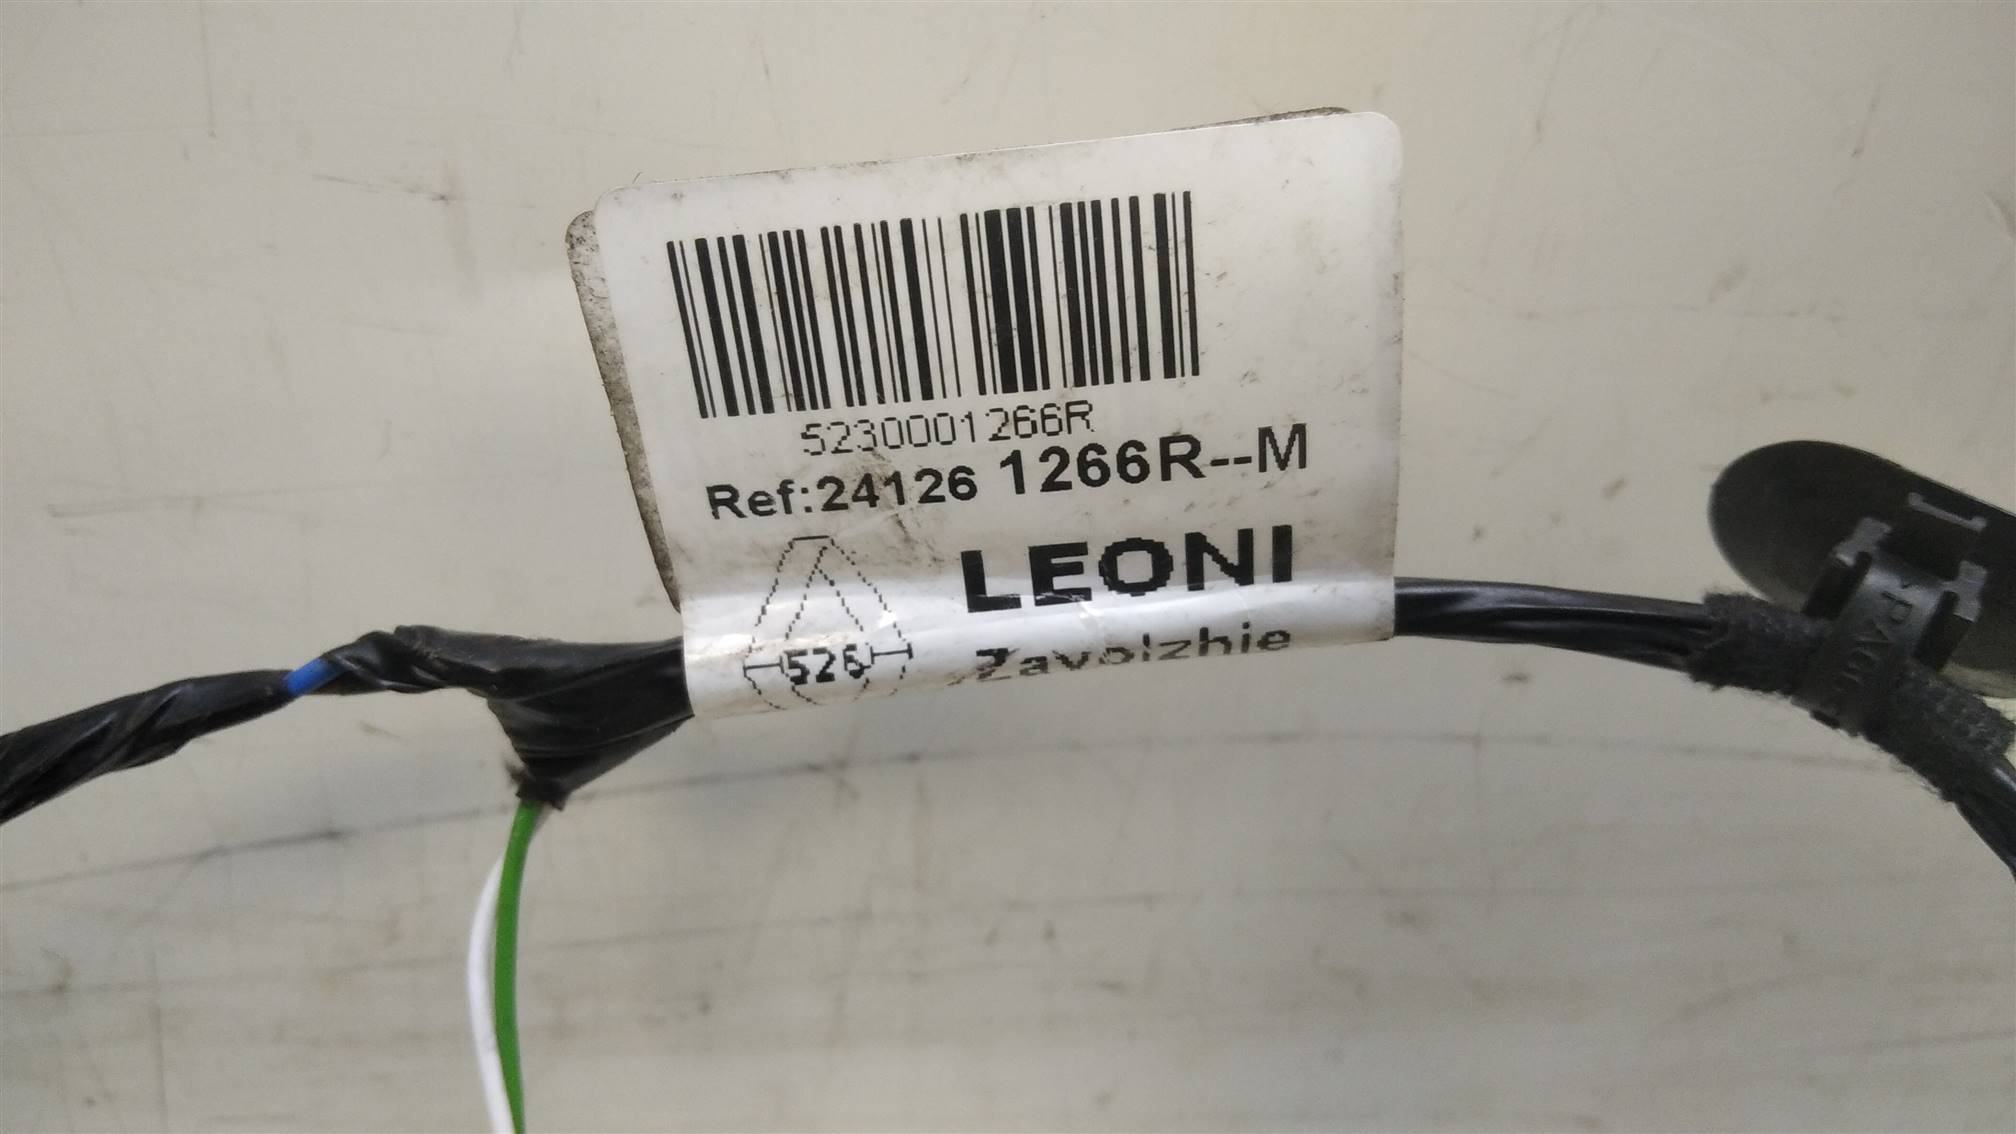 5230001266R
Ref:24126 1266R--M
LEONI
526
Zavolzhie